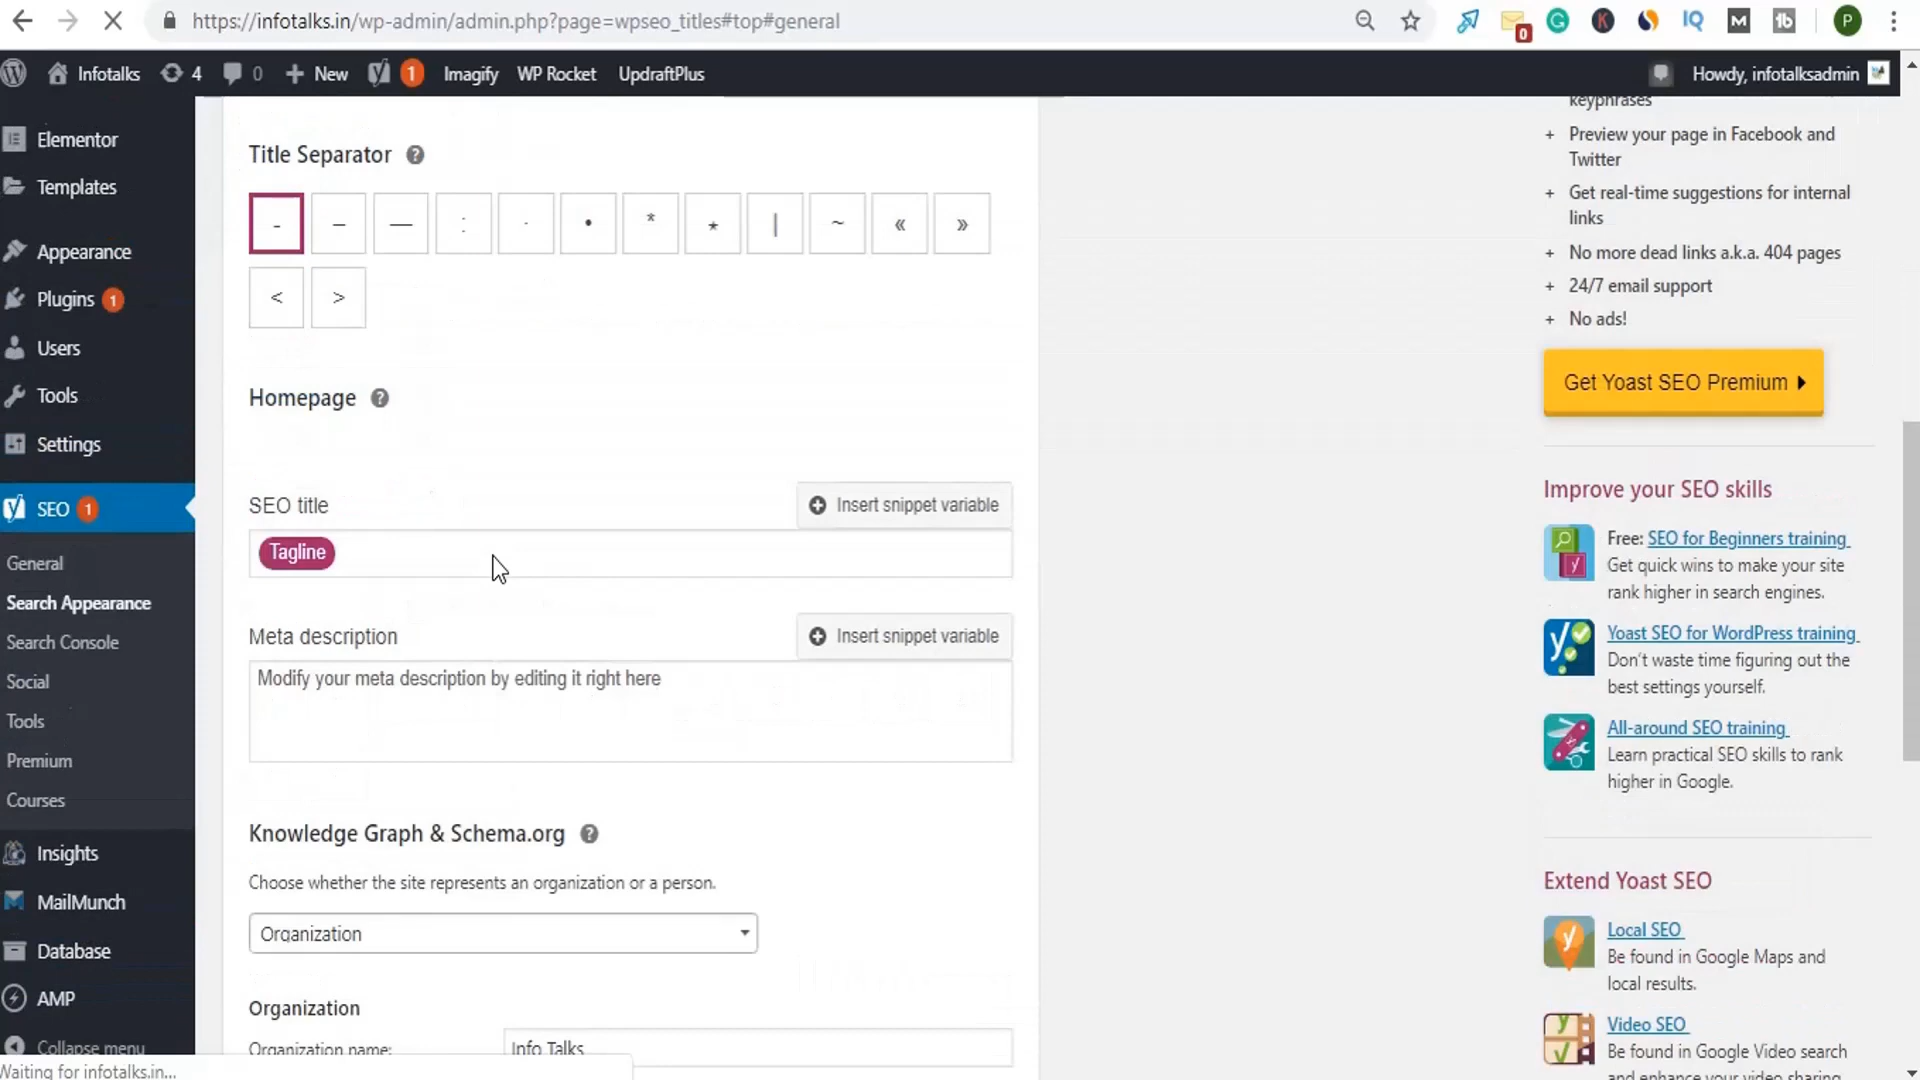 https://infotalks.in/wp-admin/admin.php?page=wpseo_titles#top#general
0
G
K
IQ
M
tb
P
Infotalks
4
0
New
1
Imagify
WP Rocket
UpdraftPlus
Howdy, infotalksadmin
Elementor
Templates
Appearance
Plugins 1
Users
Tools
Settings
SEO 1
General
Search Appearance
Search Console
Social
Tools
Premium
Courses
Insights
MailMunch
Database
AMP
Collapse menu
Waiting for infotalks.in...
Title Separator ?
- – — : · • * ⋆ | ~ « »
< >
Homepage ?
SEO title
Insert snippet variable
Tagline
Meta description
Insert snippet variable
Modify your meta description by editing it right here
Knowledge Graph & Schema.org ?
Choose whether the site represents an organization or a person.
Organization
Organization
Organization name:
Info Talks
keyphrases
+ Preview your page in Facebook and
Twitter
+ Get real-time suggestions for internal
links
+ No more dead links a.k.a. 404 pages
+ 24/7 email support
+ No ads!
Get Yoast SEO Premium
Improve your SEO skills
Free: SEO for Beginners training
Get quick wins to make your site
rank higher in search engines.
Yoast SEO for WordPress training
Don't waste time figuring out the
best settings yourself.
All-around SEO training
Learn practical SEO skills to rank
higher in Google.
Extend Yoast SEO
Local SEO
Be found in Google Maps and
local results.
Video SEO
Be found in Google Video search
and enhance your video sharing